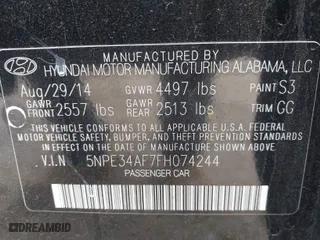 MANUFACTURED BY
HYUNDAI MOTOR MANUFACTURING ALABAMA, LLC
Aug/29/14 GVWR 4497 lbs PAINT S3
GAWR FRONT 2557 lbs GAWR REAR 2513 lbs TRIM GG
THIS VEHICLE CONFORMS TO ALL APPLICABLE U.S. FEDERAL
MOTOR VEHICLE SAFETY, BUMPER, AND THEFT PREVENTION
STANDARDS IN EFFECT ON THE DATE OF MANUFACTURE SHOWN ABOVE.
V.I.N 5NPE34AF7FH074244
PASSENGER CAR
DREAMBID